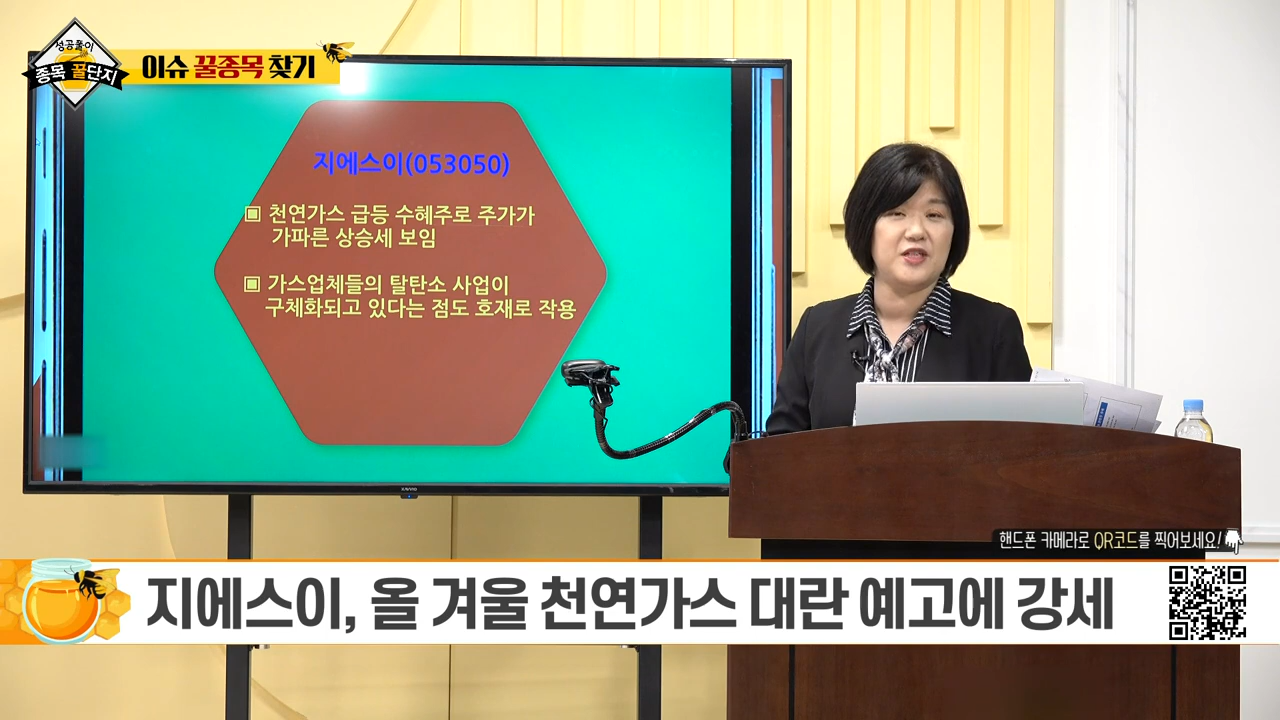 성공풀이
종목 꿀단지
이슈 꿀종목 찾기
지에스이(053050)
▣ 천연가스 급등 수혜주로 주가가
가파른 상승세 보임
▣ 가스업체들의 탈탄소 사업이
구체화되고 있다는 점도 호재로 작용
핸드폰 카메라로 QR코드를 찍어보세요!
지에스이, 올 겨울 천연가스 대란 예고에 강세